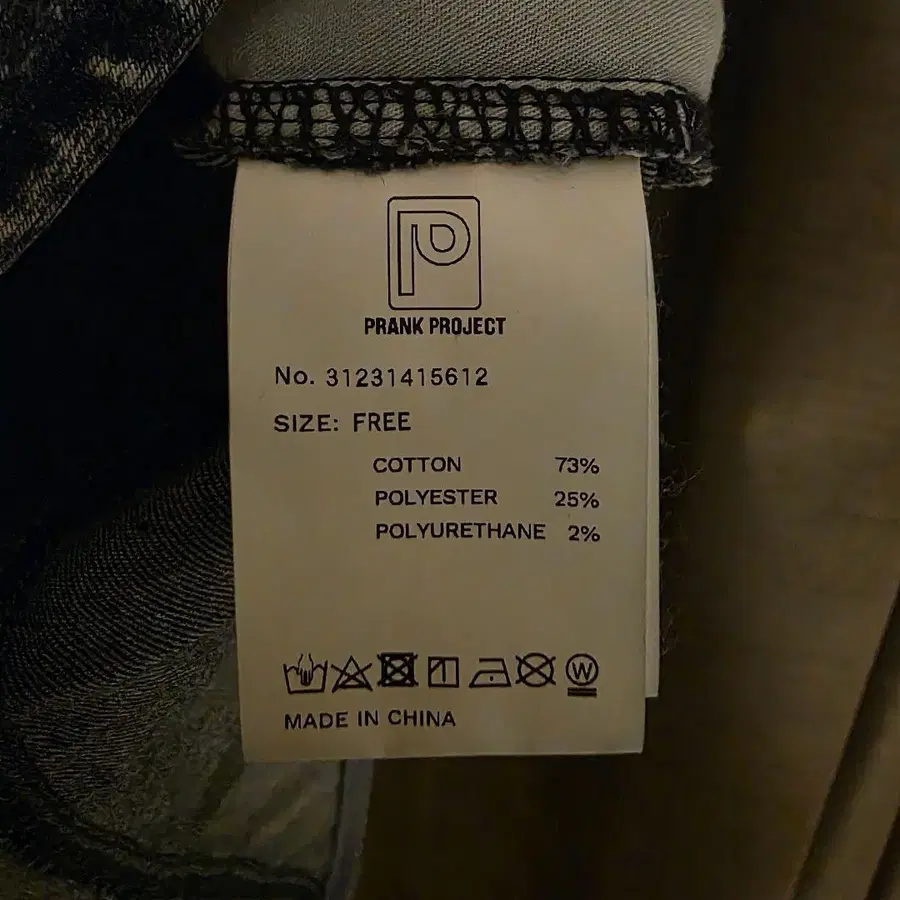 PRANK PROJECT
No. 31231415612
SIZE: FREE
COTTON 73%
POLYESTER 25%
POLYURETHANE 2%
W
MADE IN CHINA